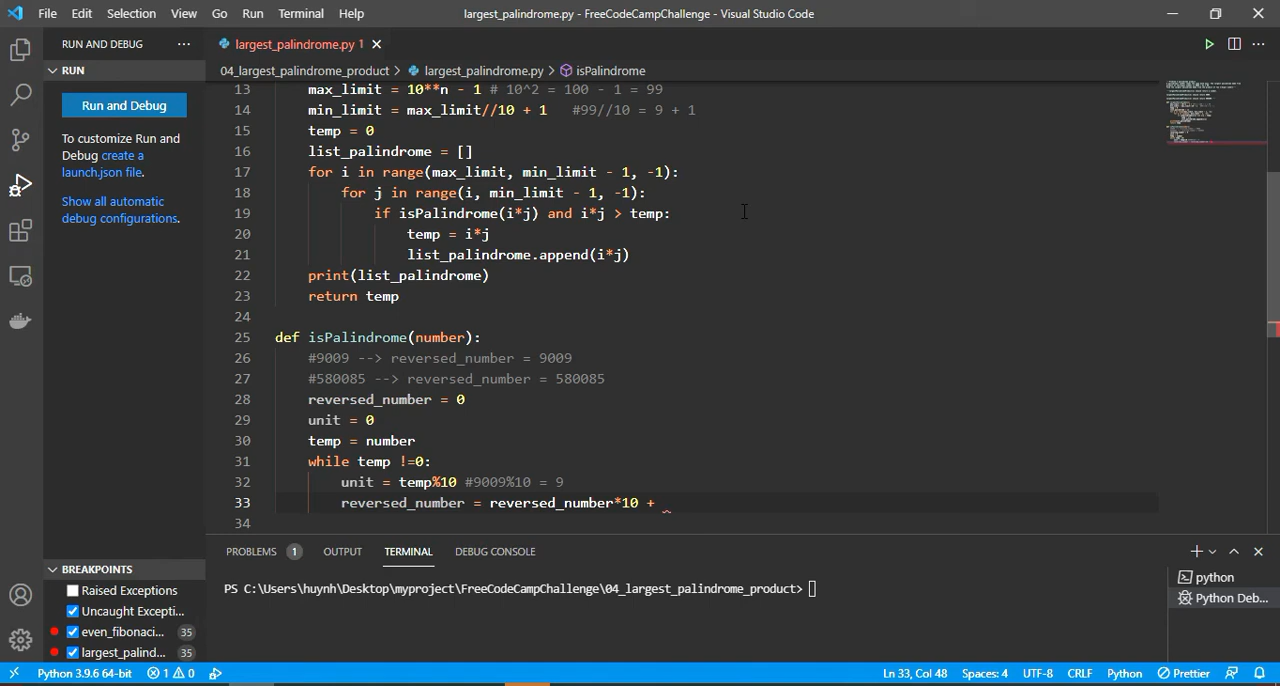 File Edit Selection View Go Run Terminal Help largest_palindrome.py - FreeCodeCampChallenge - Visual Studio Code
RUN AND DEBUG ··· largest_palindrome.py 1
RUN
04_largest_palindrome_product > largest_palindrome.py > isPalindrome
Run and Debug
To customize Run and
Debug create a
launch.json file.
Show all automatic
debug configurations.
13 max_limit = 10**n - 1 # 10^2 = 100 - 1 = 99
14 min_limit = max_limit//10 + 1 #99//10 = 9 + 1
15 temp = 0
16 list_palindrome = []
17 for i in range(max_limit, min_limit - 1, -1):
18 for j in range(i, min_limit - 1, -1):
19 if isPalindrome(i*j) and i*j > temp:
20 temp = i*j
21 list_palindrome.append(i*j)
22 print(list_palindrome)
23 return temp
24
25 def isPalindrome(number):
26 #9009 --> reversed_number = 9009
27 #580085 --> reversed_number = 580085
28 reversed_number = 0
29 unit = 0
30 temp = number
31 while temp !=0:
32 unit = temp%10 #9009%10 = 9
33 reversed_number = reversed_number*10 +
34
BREAKPOINTS
Raised Exceptions
Uncaught Excepti...
even_fibonaci... 35
largest_palind... 35
PROBLEMS 1 OUTPUT TERMINAL DEBUG CONSOLE
PS C:\Users\huynh\Desktop\myproject\FreeCodeCampChallenge\04_largest_palindrome_product>
python
Python Deb...
Python 3.9.6 64-bit 1 0 Ln 33, Col 48 Spaces: 4 UTF-8 CRLF Python Prettier